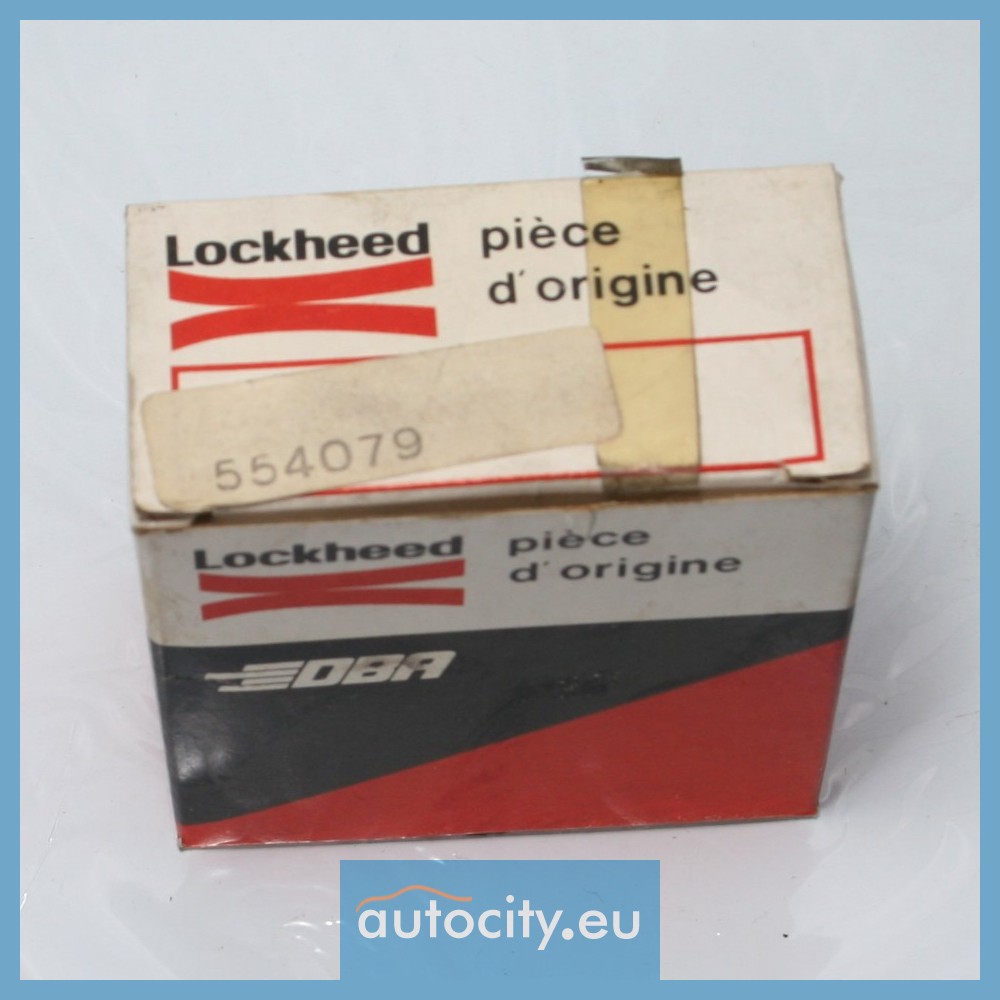 Lockheed
pièce
d'origine
554079
Lockheed
pièce
d'origine
DBA
autocity.eu